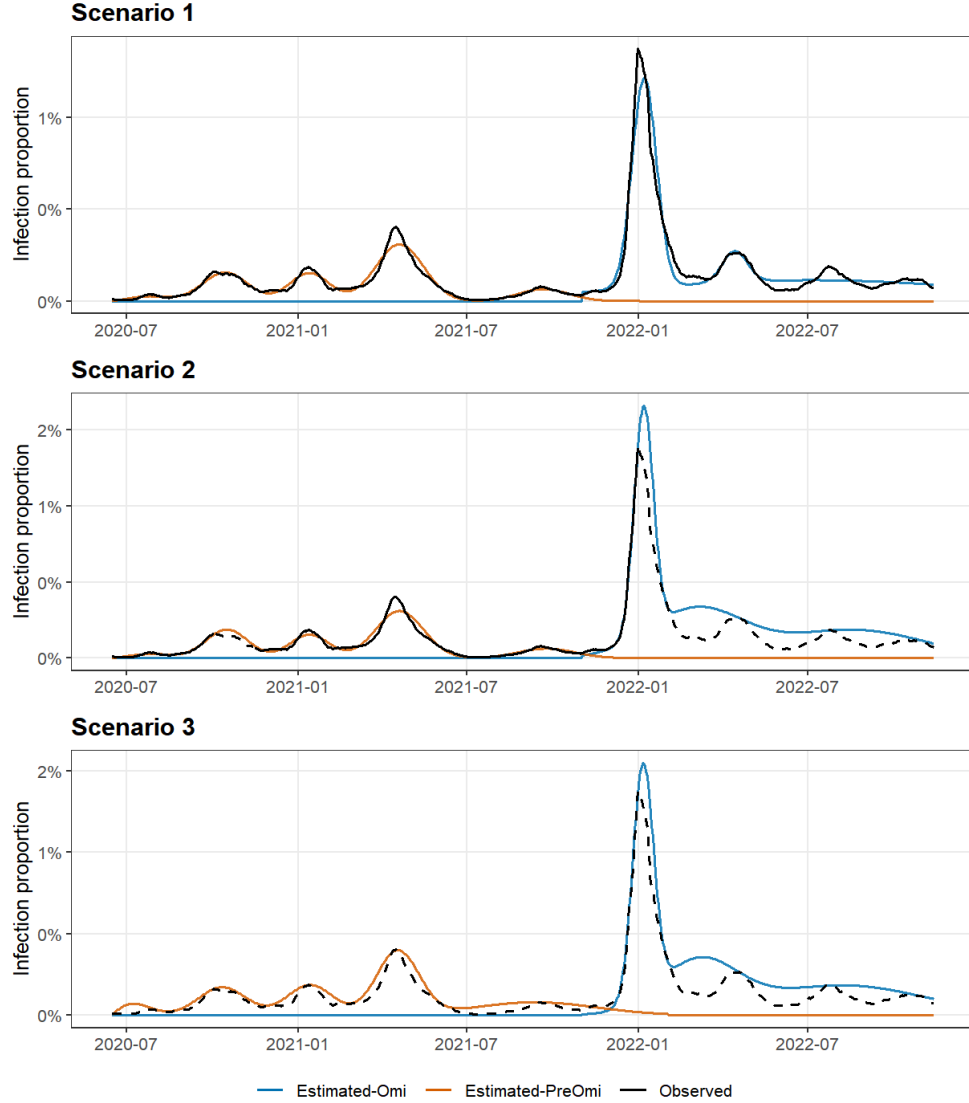 Scenario 1
Infection proportion
1%
0%
0%
2020-07 2021-01 2021-07 2022-01 2022-07
Scenario 2
Infection proportion
2%
1%
0%
0%
2020-07 2021-01 2021-07 2022-01 2022-07
Scenario 3
Infection proportion
2%
1%
0%
0%
2020-07 2021-01 2021-07 2022-01 2022-07
Estimated-Omi Estimated-PreOmi Observed